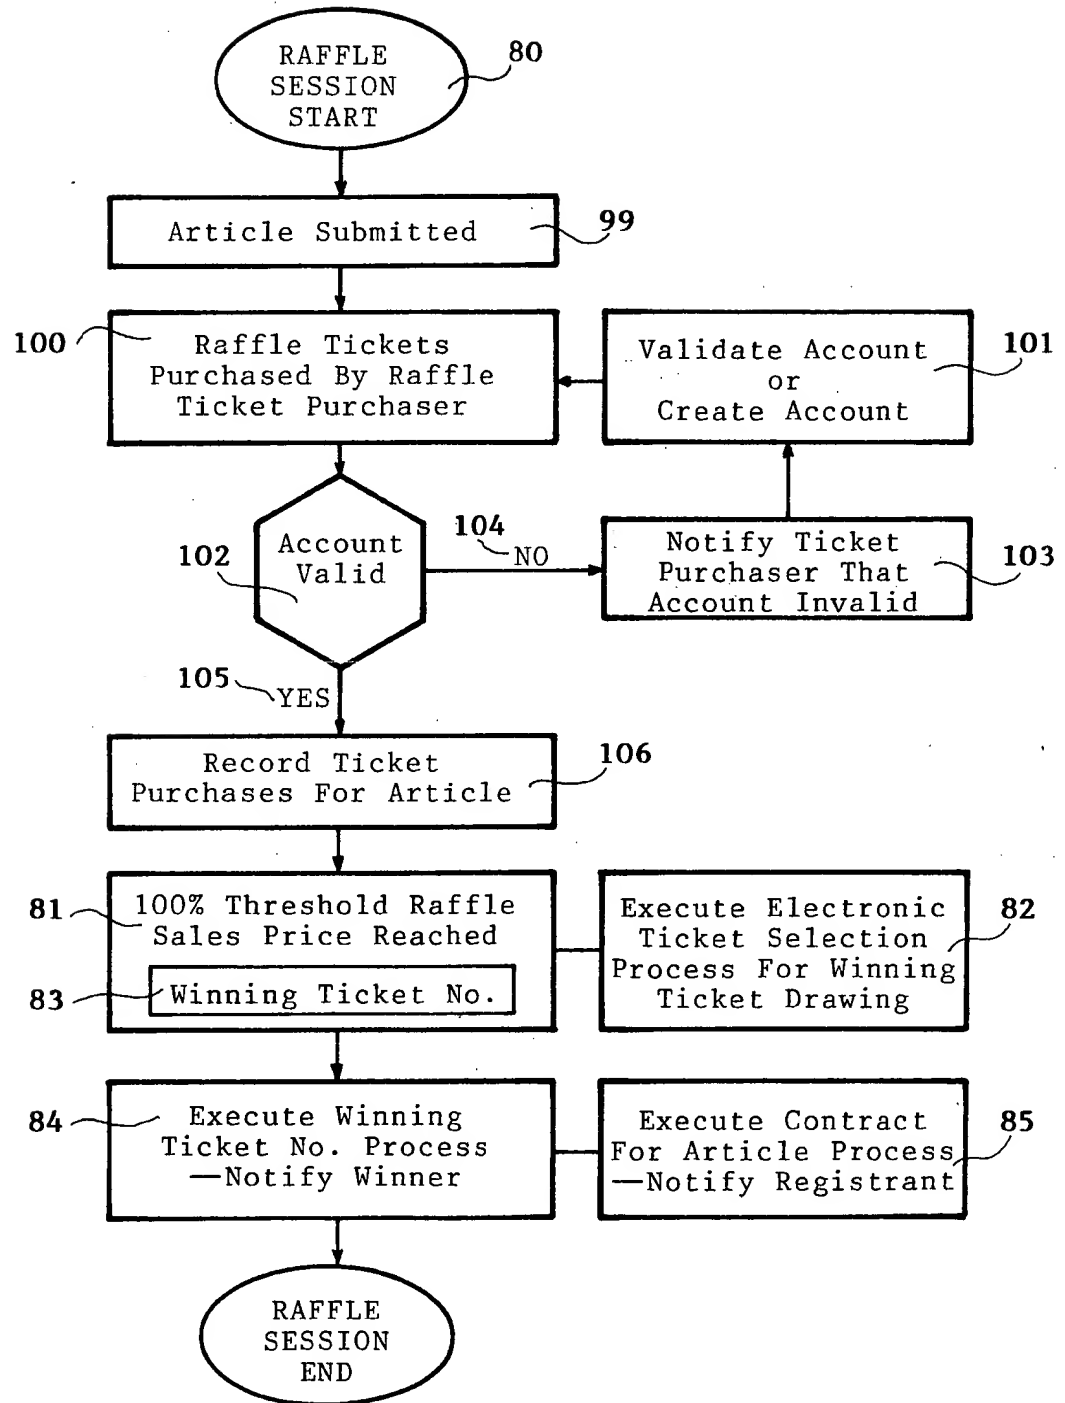 RAFFLE
SESSION
START
80
Article Submitted
99
100
Raffle Tickets
Purchased By Raffle
Ticket Purchaser
Validate Account
or
Create Account
101
102
Account
Valid
104
NO
Notify Ticket
Purchaser That
Account Invalid
103
105
YES
Record Ticket
Purchases For Article
106
81
100% Threshold Raffle
Sales Price Reached
83
Winning Ticket No.
Execute Electronic
Ticket Selection
Process For Winning
Ticket Drawing
82
84
Execute Winning
Ticket No. Process
—Notify Winner
Execute Contract
For Article Process
—Notify Registrant
85
RAFFLE
SESSION
END